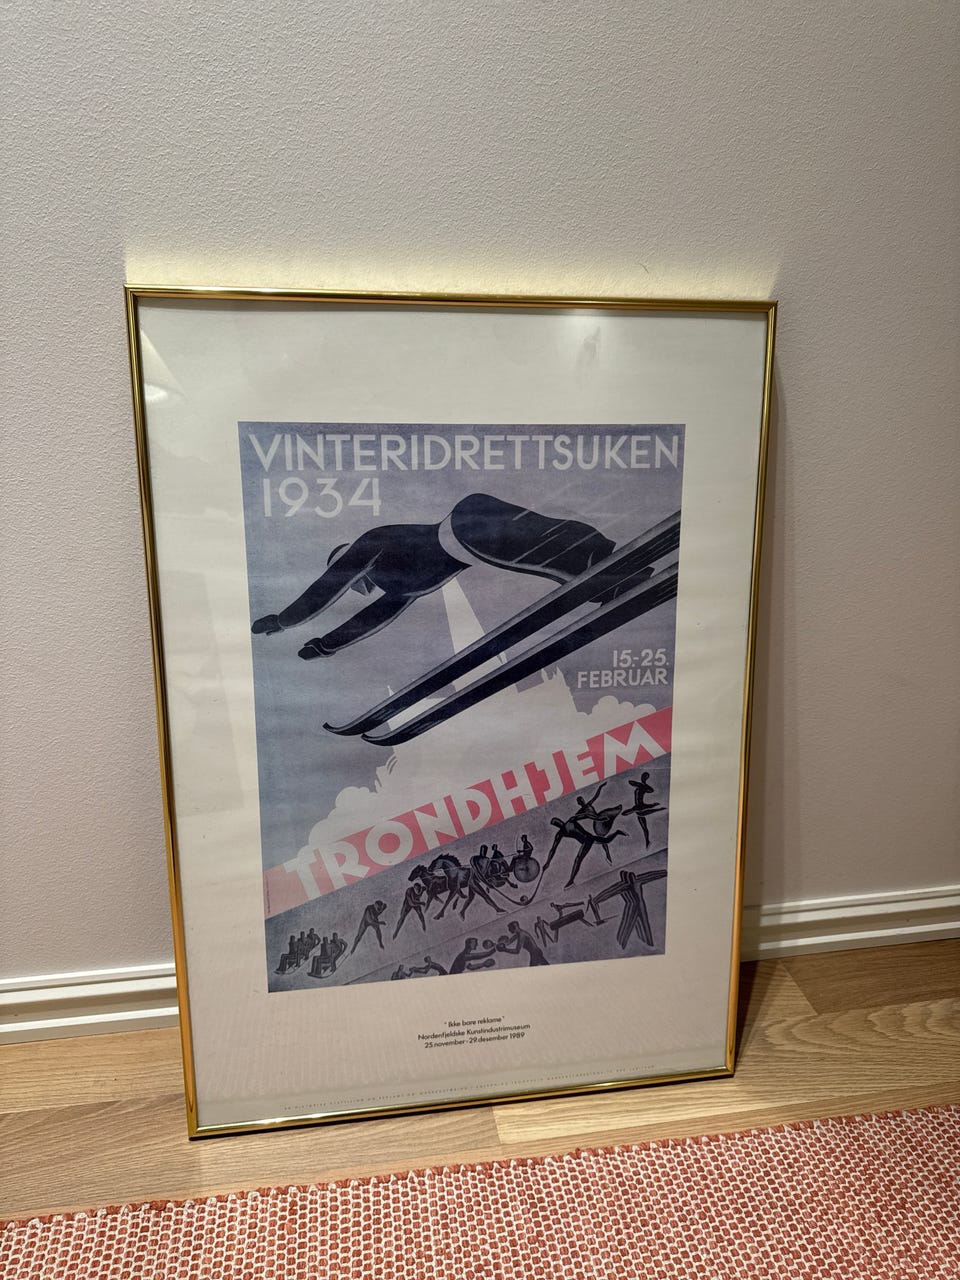 VINTERIDRETTSUKEN
1934
15.-25.
FEBRUAR
TRONDHJEM
"Ikke bare reklame"
Nordenfjeldske Kunstindustrimuseum
25.november-29.desember 1989